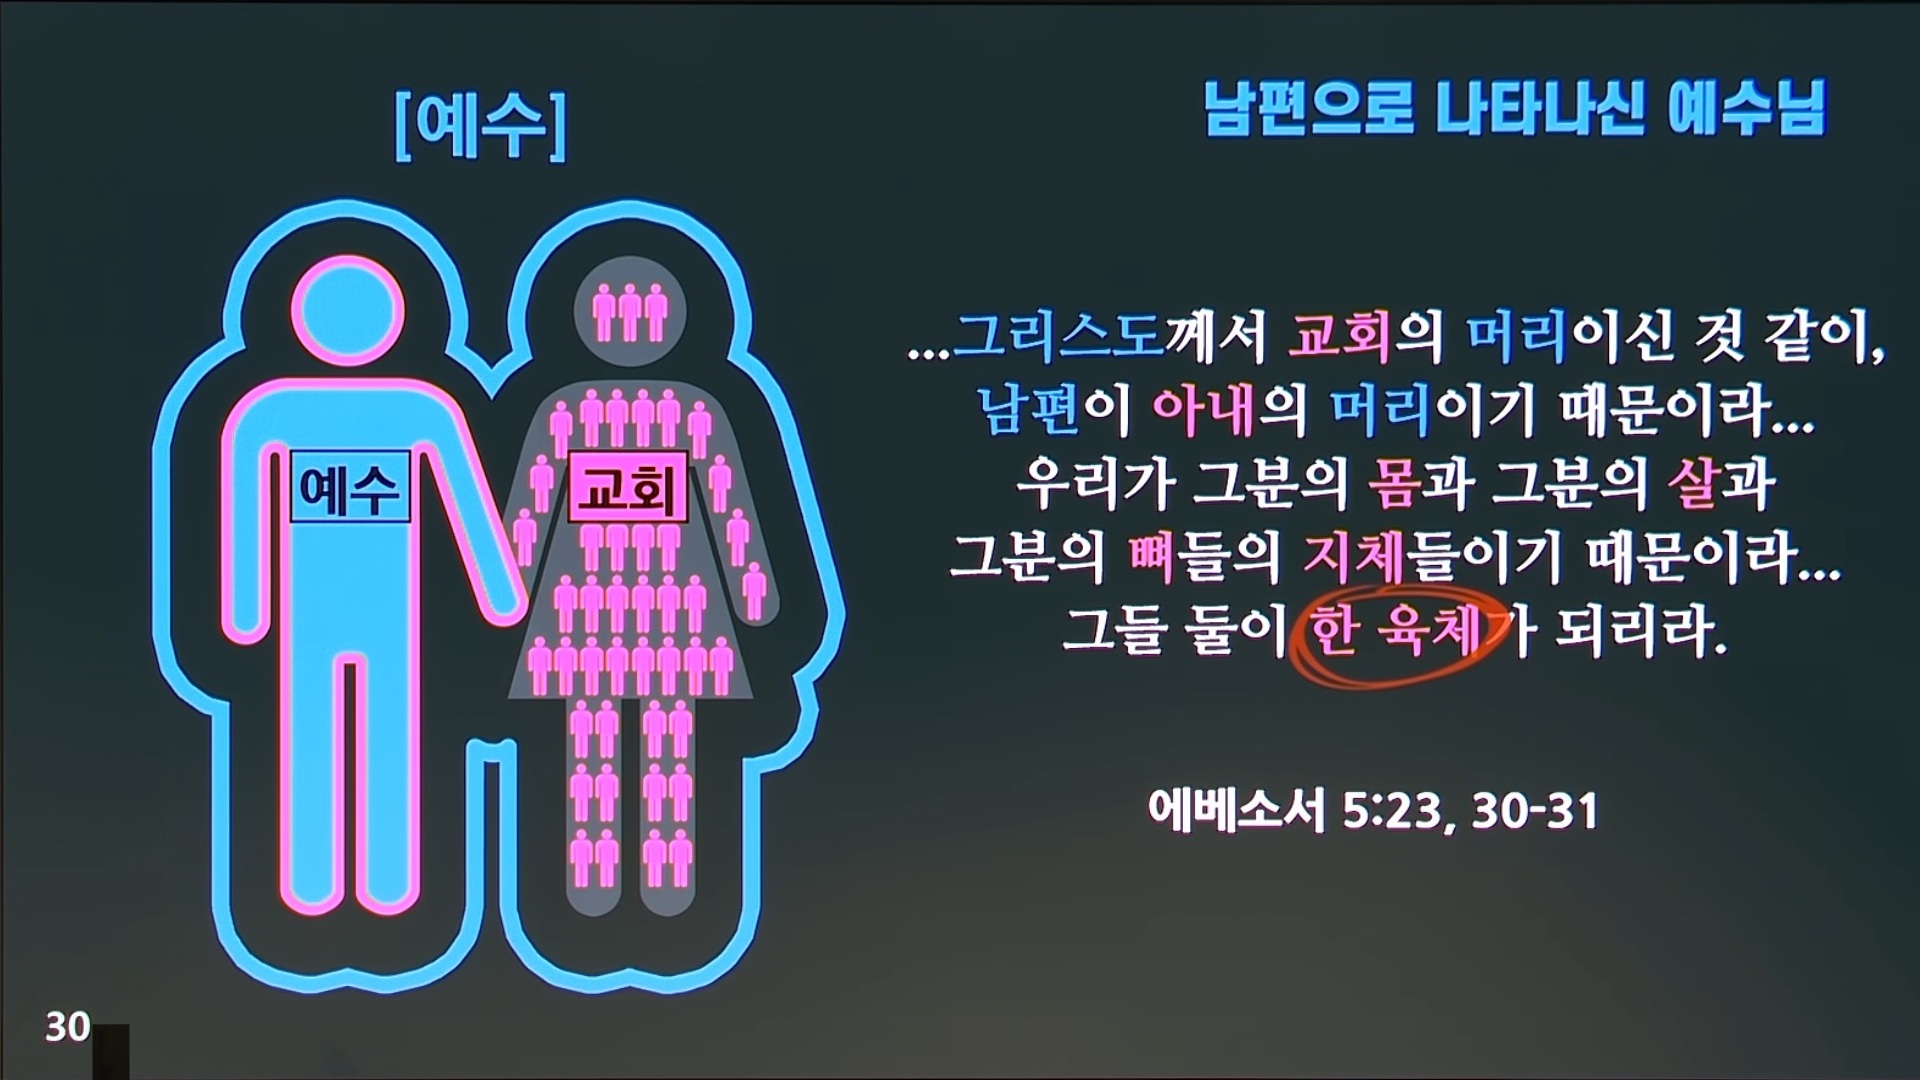 [예수]
남편으로 나타나신 예수님
예수
교회
...그리스도께서 교회의 머리이신 것 같이,
남편이 아내의 머리이기 때문이라...
우리가 그분의 몸과 그분의 살과
그분의 뼈들의 지체들이기 때문이라...
그들 둘이 한 육체가 되리라.
에베소서 5:23, 30-31
30